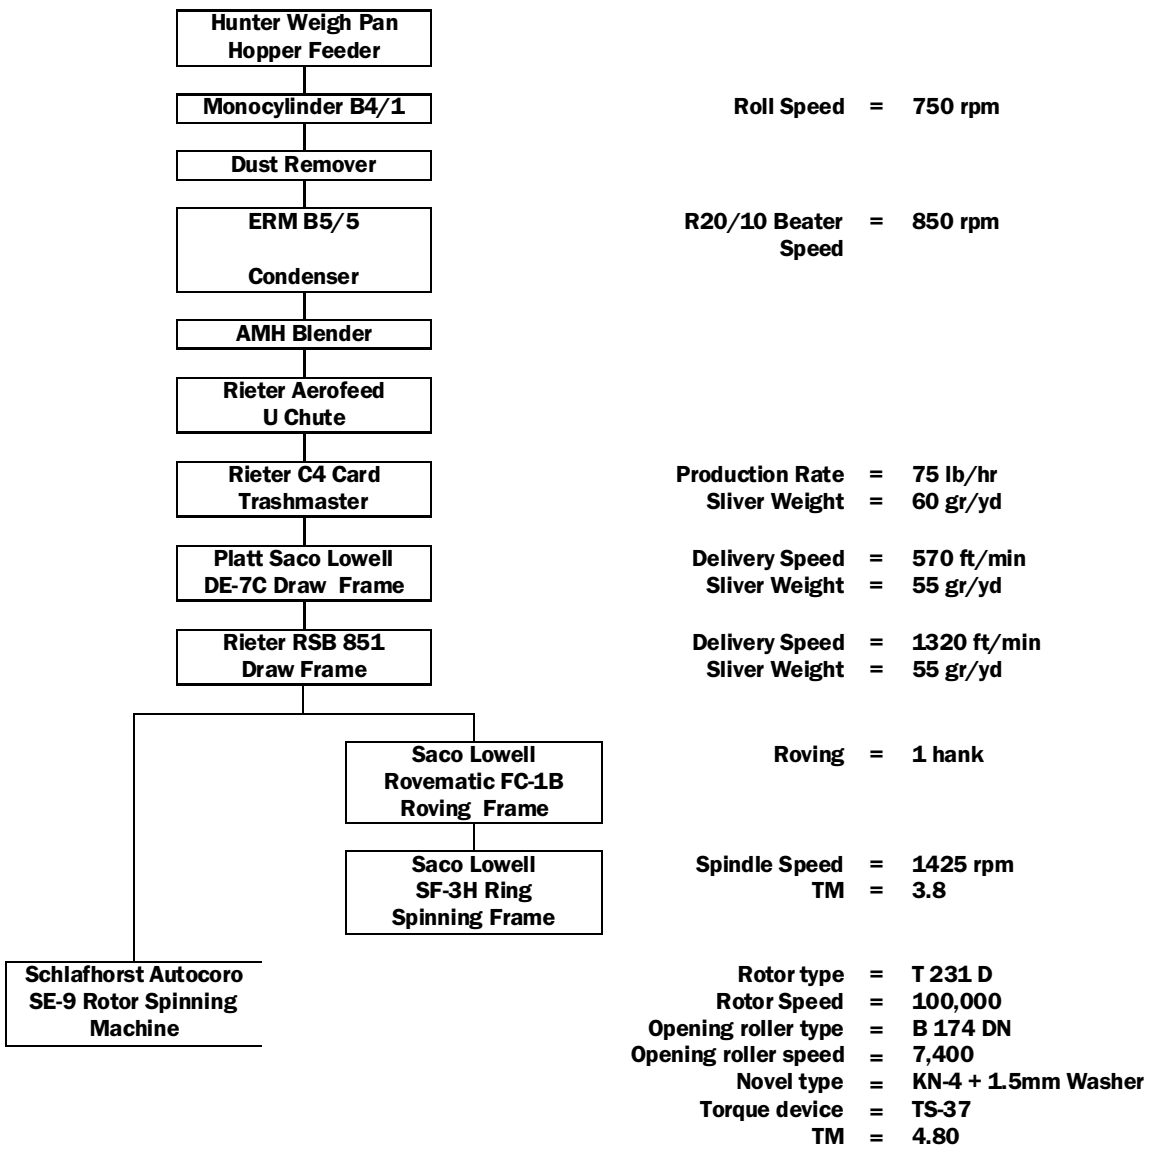 Hunter Weigh Pan
Hopper Feeder
Monocylinder B4/1
Roll Speed = 750 rpm
Dust Remover
ERM B5/5
R20/10 Beater = 850 rpm
Speed
Condenser
AMH Blender
Rieter Aerofeed
U Chute
Rieter C4 Card
Production Rate = 75 lb/hr
Trashmaster
Sliver Weight = 60 gr/yd
Platt Saco Lowell
Delivery Speed = 570 ft/min
DE-7C Draw Frame
Sliver Weight = 55 gr/yd
Rieter RSB 851
Delivery Speed = 1320 ft/min
Draw Frame
Sliver Weight = 55 gr/yd
Saco Lowell
Roving = 1 hank
Rovematic FC-1B
Roving Frame
Saco Lowell
Spindle Speed = 1425 rpm
SF-3H Ring
TM = 3.8
Spinning Frame
Schlafhorst Autocoro
Rotor type = T 231 D
SE-9 Rotor Spinning
Rotor Speed = 100,000
Machine
Opening roller type = B 174 DN
Opening roller speed = 7,400
Novel type = KN-4 + 1.5mm Washer
Torque device = TS-37
TM = 4.80